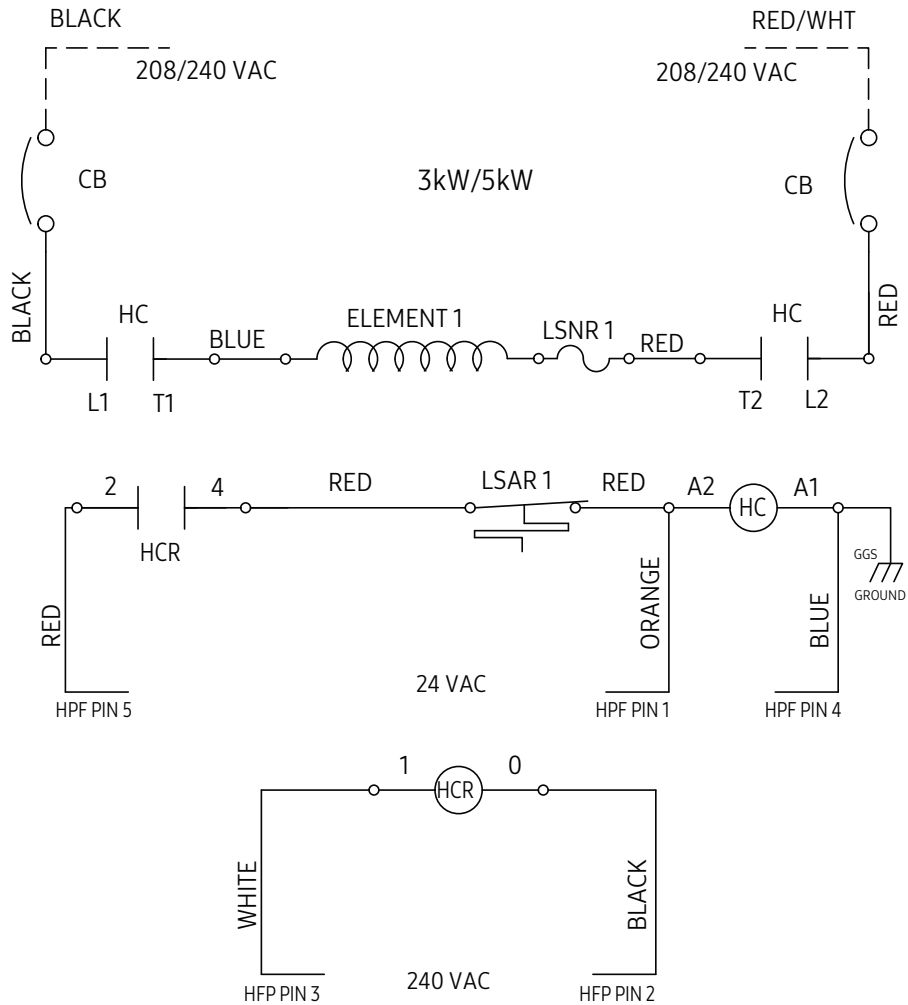 BLACK
RED/WHT
208/240 VAC
208/240 VAC
CB
3kW/5kW
CB
BLACK
RED
HC
BLUE
ELEMENT 1
LSNR 1
RED
HC
L1
T1
T2
L2
2
4
RED
LSAR 1
RED
A2
HC
A1
HCR
GGS
GROUND
RED
ORANGE
BLUE
24 VAC
HPF PIN 5
HPF PIN 1
HPF PIN 4
1
HCR
0
WHITE
BLACK
240 VAC
HFP PIN 3
HFP PIN 2